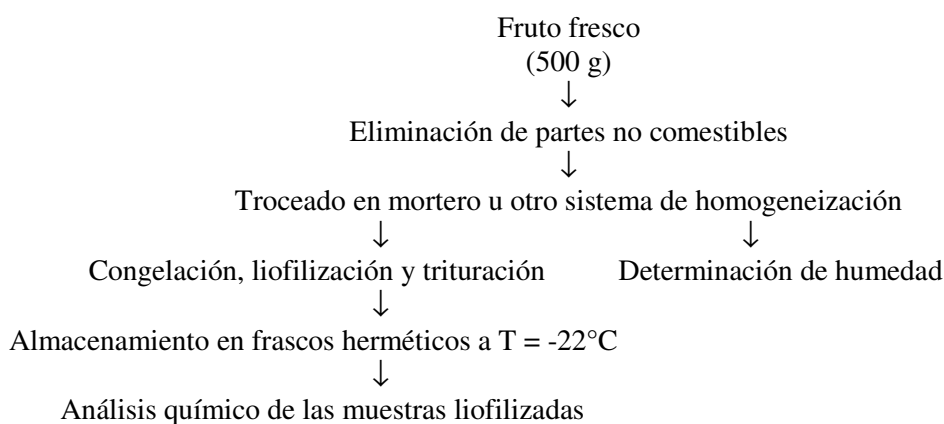 Fruto fresco
(500 g)
↓
Eliminación de partes no comestibles
↓
Troceado en mortero u otro sistema de homogeneización
↓ ↓
Congelación, liofilización y trituración Determinación de humedad
↓
Almacenamiento en frascos herméticos a T = -22°C
↓
Análisis químico de las muestras liofilizadas